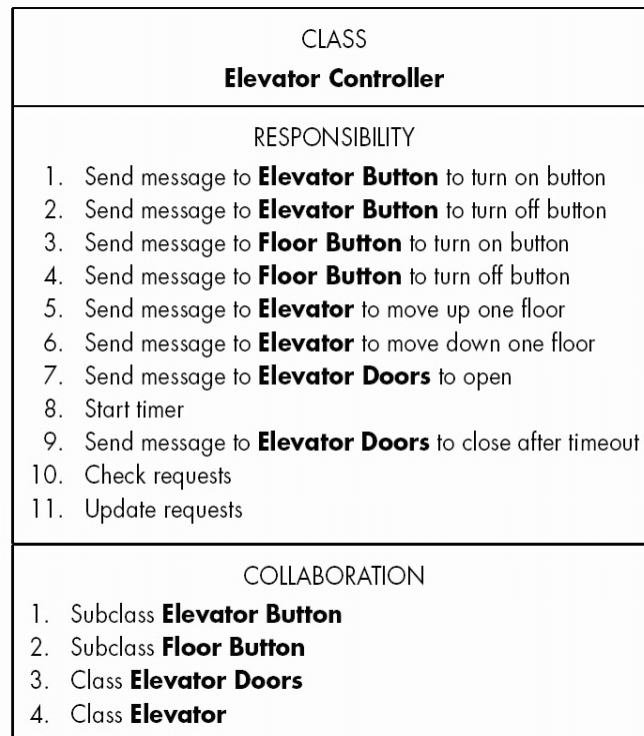 CLASS
Elevator Controller
RESPONSIBILITY
1. Send message to Elevator Button to turn on button
2. Send message to Elevator Button to turn off button
3. Send message to Floor Button to turn on button
4. Send message to Floor Button to turn off button
5. Send message to Elevator to move up one floor
6. Send message to Elevator to move down one floor
7. Send message to Elevator Doors to open
8. Start timer
9. Send message to Elevator Doors to close after timeout
10. Check requests
11. Update requests
COLLABORATION
1. Subclass Elevator Button
2. Subclass Floor Button
3. Class Elevator Doors
4. Class Elevator